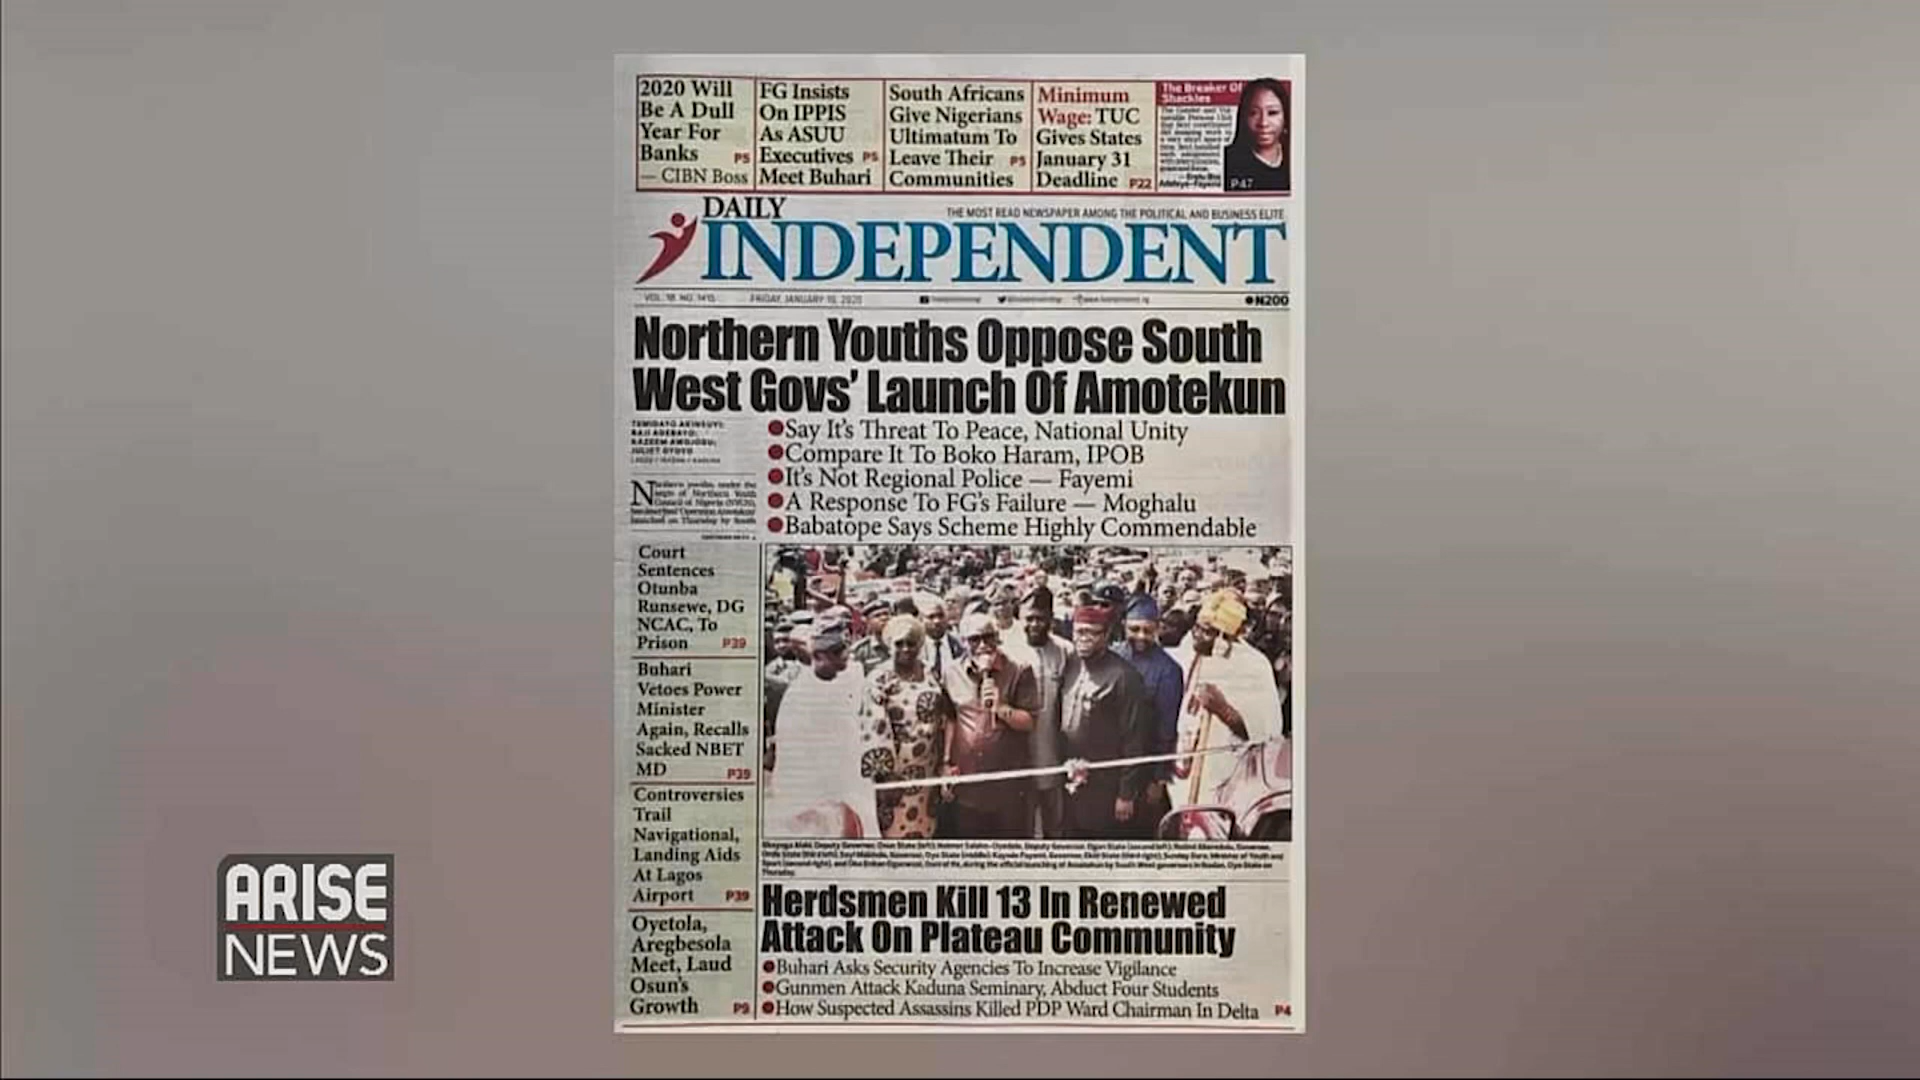 2020 Will
Be A Dull
Year For
Banks P5
— CIBN Boss
FG Insists
On IPPIS
As ASUU
Executives P5
Meet Buhari
South Africans
Give Nigerians
Ultimatum To
Leave Their P5
Communities
Minimum
Wage: TUC
Gives States
January 31
Deadline P22
The Breaker Of
Shackles
P47
DAILY
THE MOST READ NEWSPAPER AMONG THE POLITICAL AND BUSINESS ELITE
INDEPENDENT
FRIDAY, JANUARY 10, 2020
N200
Northern Youths Oppose South
West Govs' Launch Of Amotekun
●Say It's Threat To Peace, National Unity
●Compare It To Boko Haram, IPOB
●It's Not Regional Police — Fayemi
●A Response To FG's Failure — Moghalu
●Babatope Says Scheme Highly Commendable
Court
Sentences
Otunba
Runsewe, DG
NCAC, To
Prison P39
Buhari
Vetoes Power
Minister
Again, Recalls
Sacked NBET
MD P39
Controversies
Trail
Navigational,
Landing Aids
At Lagos
Airport P39
Oyetola,
Aregbesola
Meet, Laud
Osun's
Growth P9
Herdsmen Kill 13 In Renewed
Attack On Plateau Community
●Buhari Asks Security Agencies To Increase Vigilance
●Gunmen Attack Kaduna Seminary, Abduct Four Students
●How Suspected Assassins Killed PDP Ward Chairman In Delta P4
ARISE
NEWS